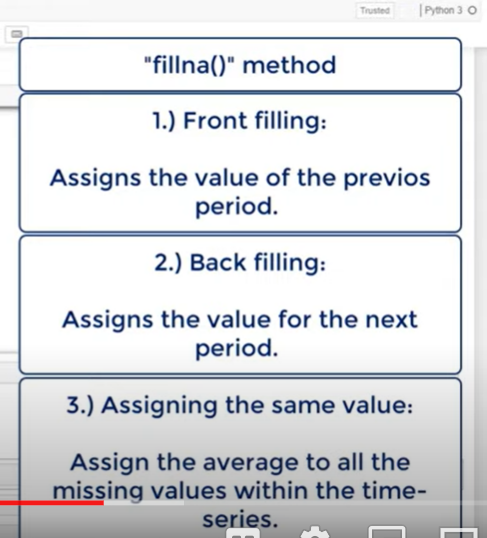 Trusted
Python 3
"fillna()" method
1.) Front filling:
Assigns the value of the previos
period.
2.) Back filling:
Assigns the value for the next
period.
3.) Assigning the same value:
Assign the average to all the
missing values within the time-
series.